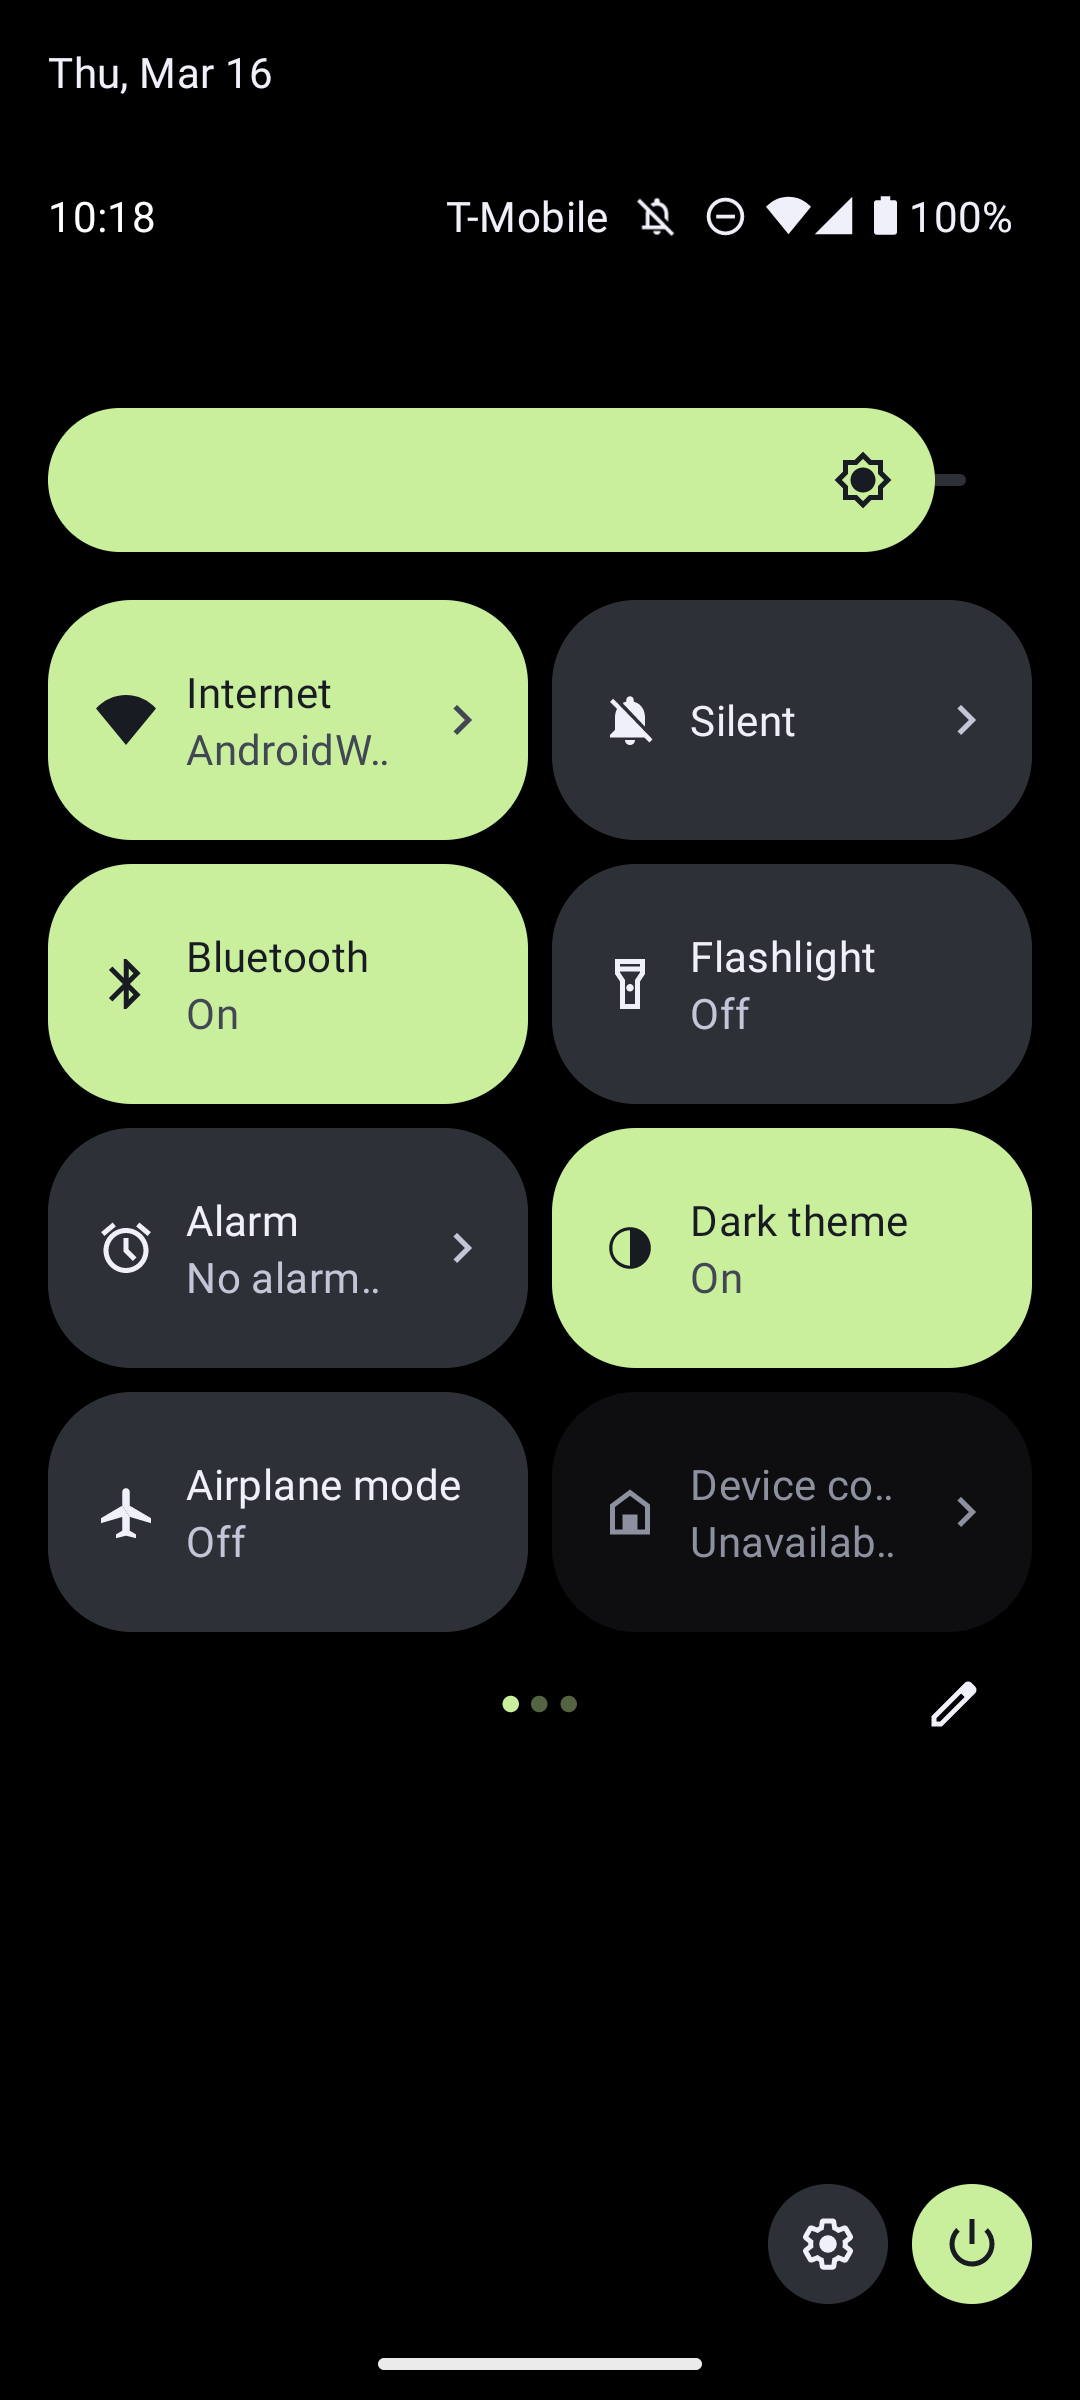 Thu, Mar 16
10:18 T-Mobile 100%
Internet
AndroidW..
Silent
Bluetooth
On
Flashlight
Off
Alarm
No alarm..
Dark theme
On
Airplane mode
Off
Device co..
Unavailab..